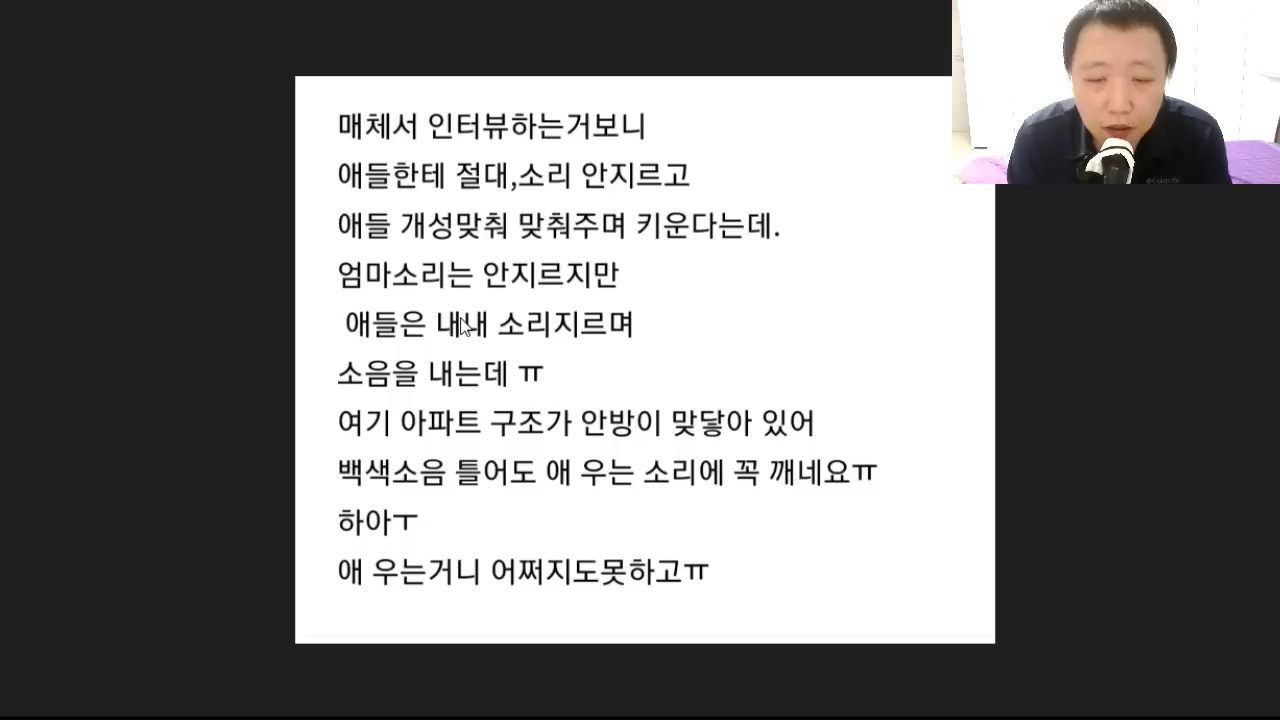 매체서 인터뷰하는거보니
애들한테 절대,소리 안지르고
애들 개성맞춰 맞춰주며 키운다는데.
엄마소리는 안지르지만
애들은 내내 소리지르며
소음을 내는데 ㅠ
여기 아파트 구조가 안방이 맞닿아 있어
백색소음 틀어도 애 우는 소리에 꼭 깨네요ㅠ
하아ㅜ
애 우는거니 어쩌지도못하고ㅠ